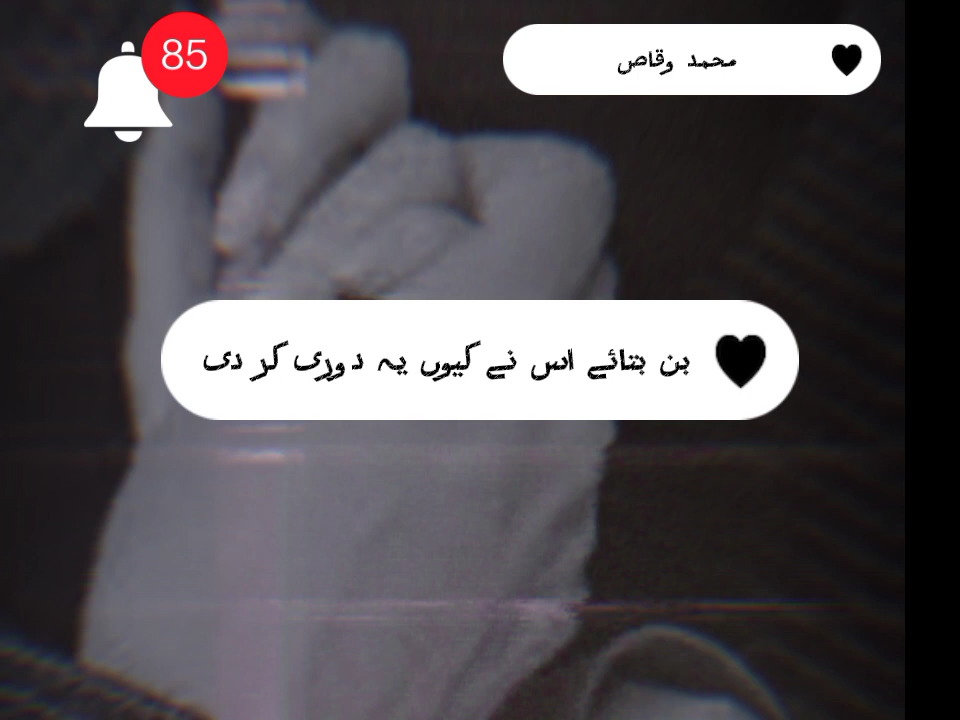 85
محمد وقاص
بن بتائے اس نے کیوں یہ دوری کر دی